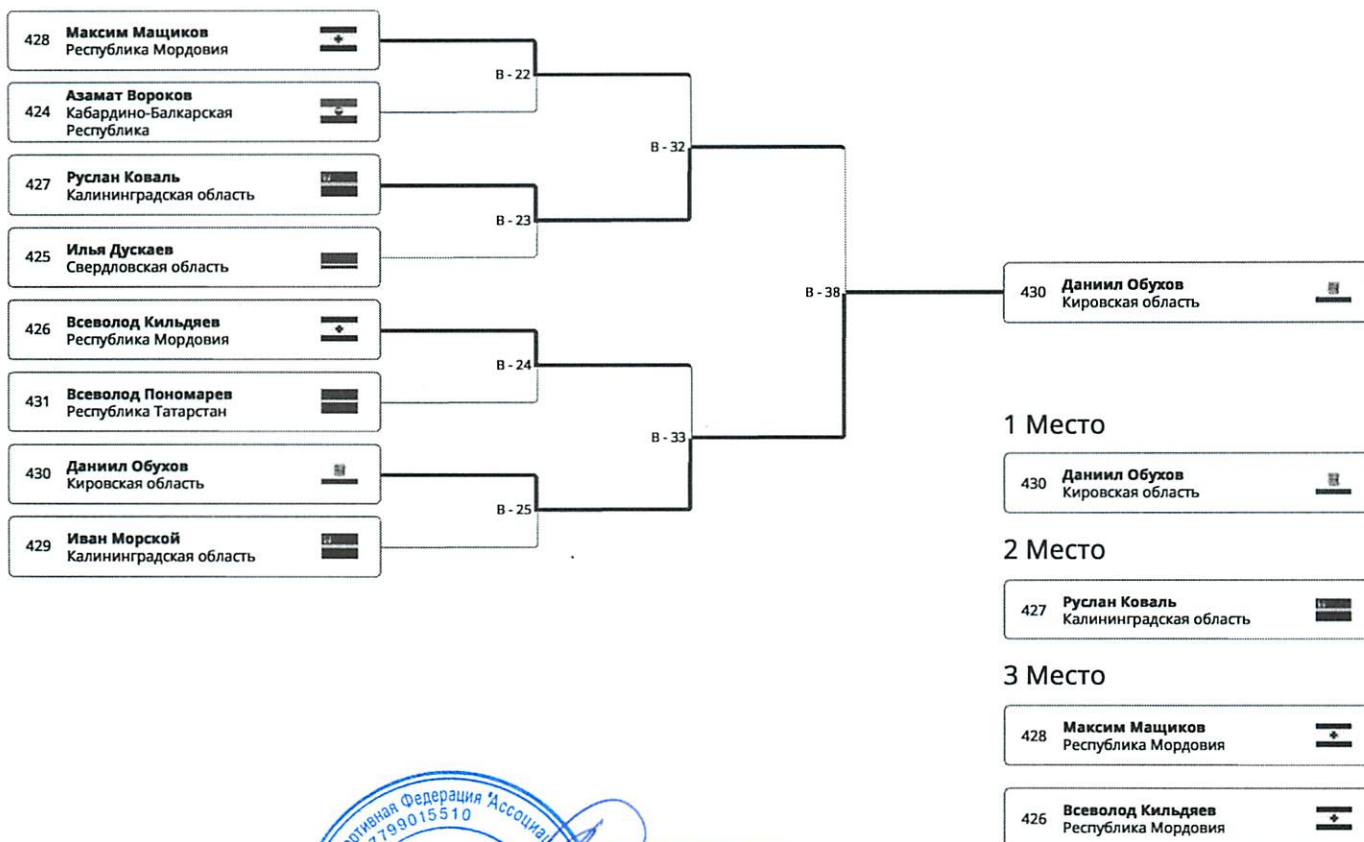 428 Максим Мащиков
Республика Мордовия
424 Азамат Вороков
Кабардино-Балкарская
Республика
427 Руслан Коваль
Калининградская область
425 Илья Дускаев
Свердловская область
426 Всеволод Кильдяев
Республика Мордовия
431 Всеволод Пономарев
Республика Татарстан
430 Даниил Обухов
Кировская область
429 Иван Морской
Калининградская область
B - 22
B - 23
B - 24
B - 25
B - 32
B - 33
B - 38
430 Даниил Обухов
Кировская область
1 Место
430 Даниил Обухов
Кировская область
2 Место
427 Руслан Коваль
Калининградская область
3 Место
428 Максим Мащиков
Республика Мордовия
426 Всеволод Кильдяев
Республика Мордовия
Федерация
7799015510